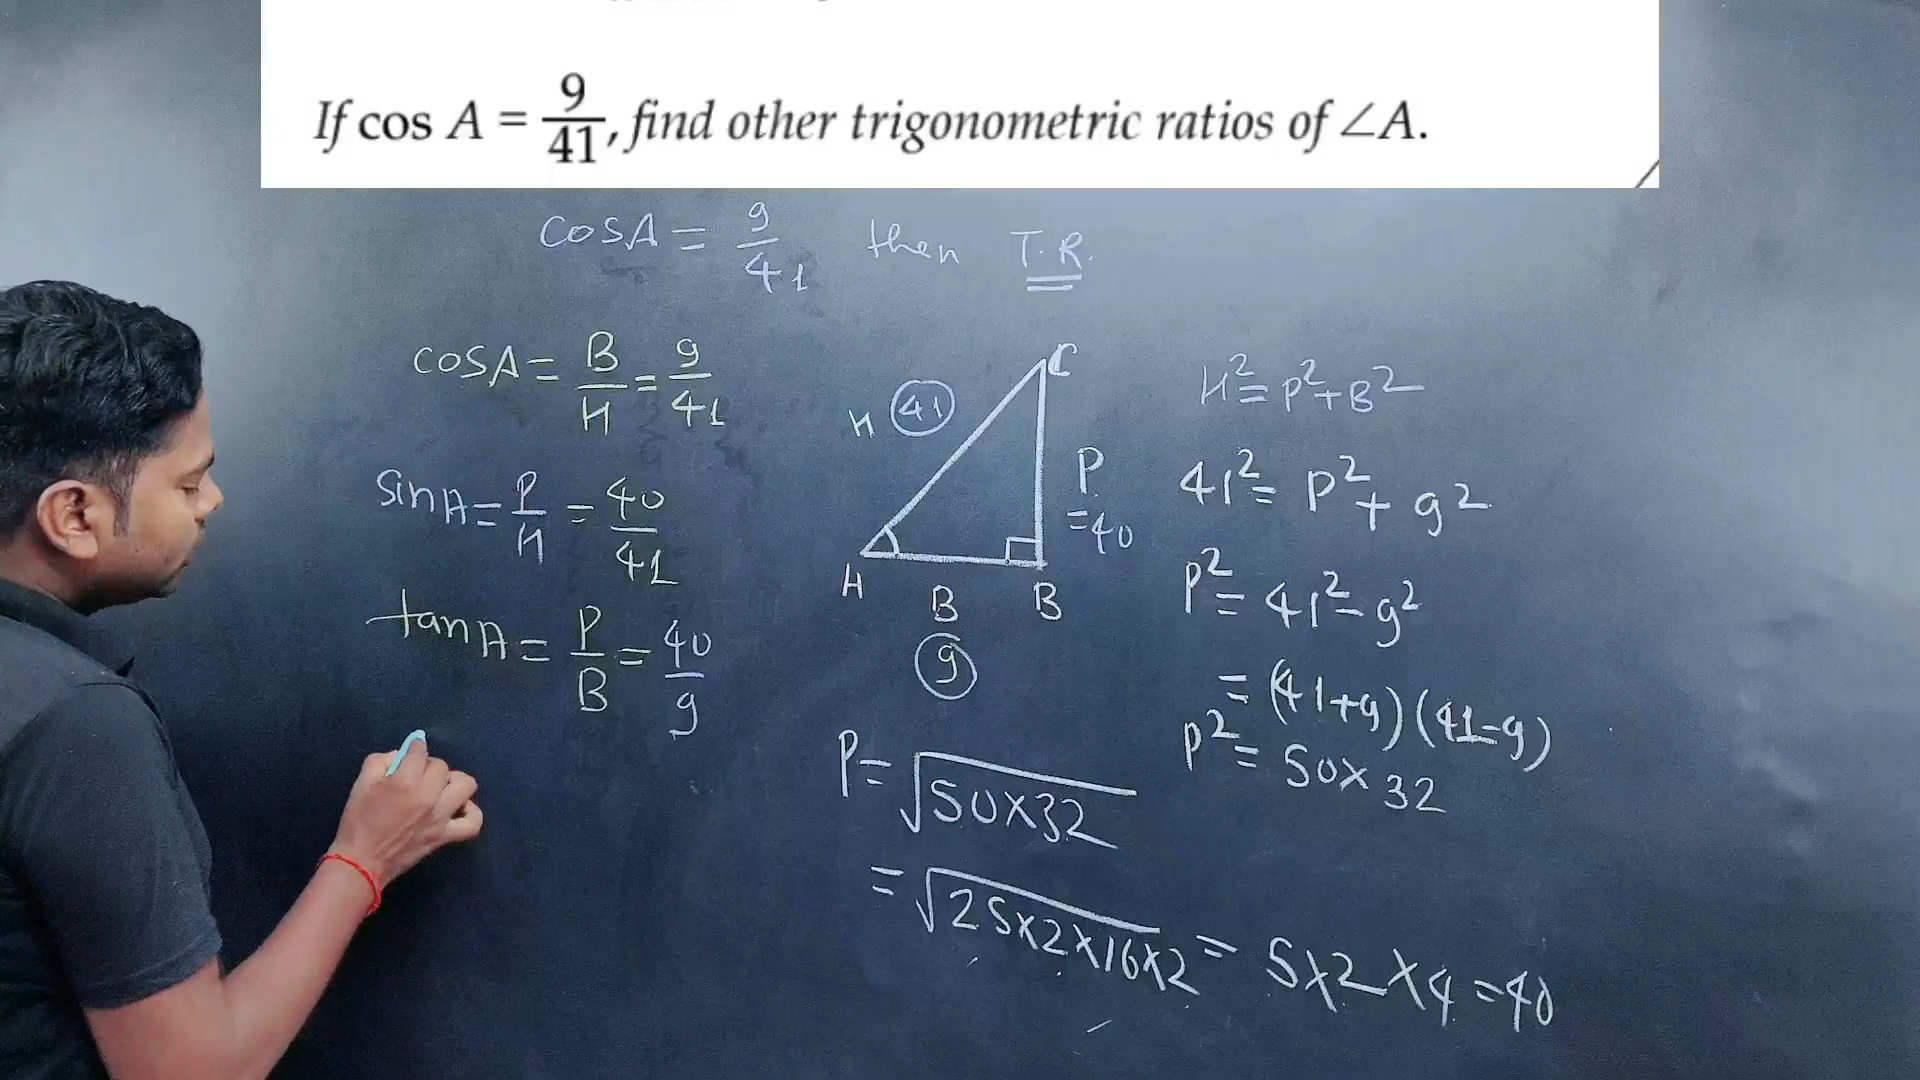 If cos A = 9/41, find other trigonometric ratios of ∠A.
cosA = 9/41 then T.R.
cosA = B/H = 9/41
sinA = P/H = 40/41
tanA = P/B = 40/9
C
H 41
P
=40
A B B
9
H² = P² + B²
41² = P² + 9²
P² = 41² - 9²
= (41+9)(41-9)
P² = 50×32
P = √50×32
= √25×2×16×2 = 5×2×4 = 40